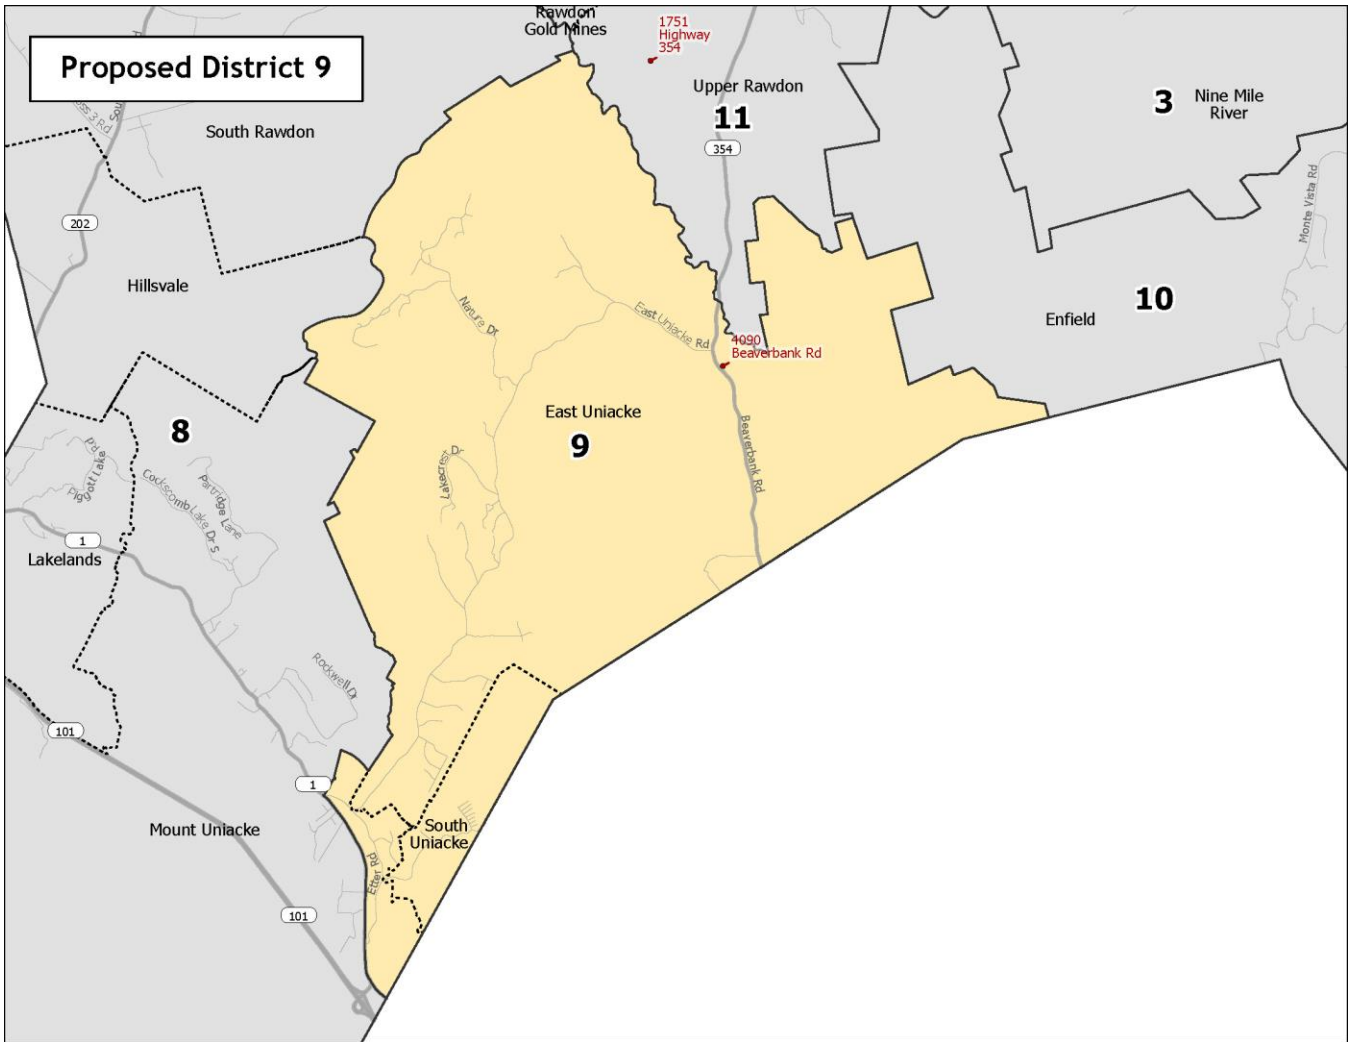 Proposed District 9
Rawdon
Gold Mines
1751
Highway
354
Upper Rawdon
11
354
3
Nine Mile
River
South Rawdon
202
Hillsvale
Monte Vista Rd
10
Enfield
Nature Dr
East Uniacke Rd
4090
Beaverbank Rd
East Uniacke
9
8
Beaverbank Rd
Lakecrest Dr
Piggott Lake Rd
Cockscomb Lake Dr S
Partridge Lane
1
Lakelands
Rockwell Dr
101
1
Mount Uniacke
South
Uniacke
Etter Rd
101